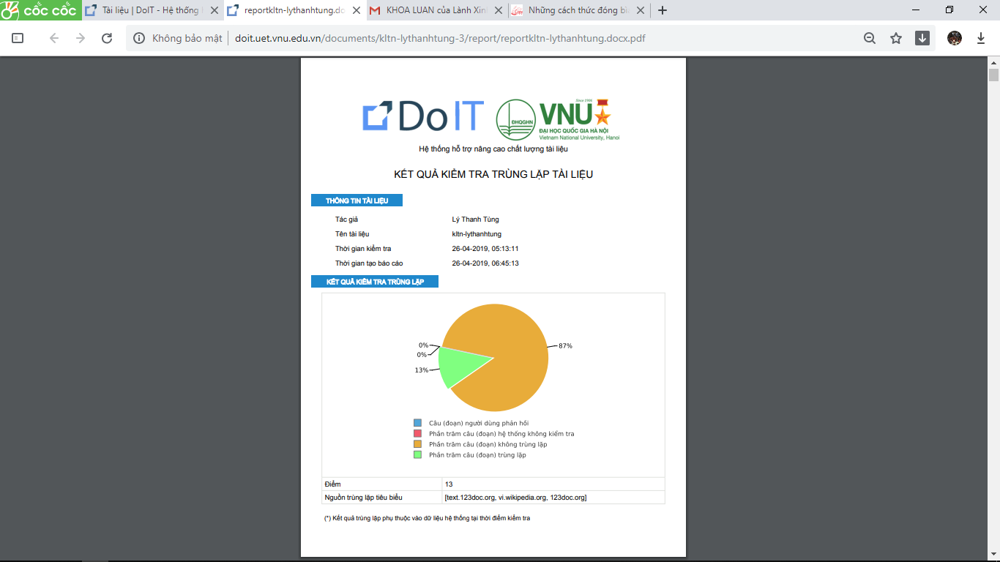 cốc cốc
Tài liệu | DoIT - Hệ thống
reportkltn-lythanhtung.do
KHOA LUAN của Lành Xin
Những cách thức đóng bì
Không bảo mật
doit.uet.vnu.edu.vn/documents/kltn-lythanhtung-3/report/reportkltn-lythanhtung.docx.pdf
DoIT
ĐHQGHN
Since 1906
VNU
ĐẠI HỌC QUỐC GIA HÀ NỘI
Vietnam National University, Hanoi
Hệ thống hỗ trợ nâng cao chất lượng tài liệu
KẾT QUẢ KIỂM TRA TRÙNG LẶP TÀI LIỆU
THÔNG TIN TÀI LIỆU
Tác giả Lý Thanh Tùng
Tên tài liệu kltn-lythanhtung
Thời gian kiểm tra 26-04-2019, 05:13:11
Thời gian tạo báo cáo 26-04-2019, 06:45:13
KẾT QUẢ KIỂM TRA TRÙNG LẶP
0%
0%
13%
87%
Câu (đoạn) người dùng phản hồi
Phần trăm câu (đoạn) hệ thống không kiểm tra
Phần trăm câu (đoạn) không trùng lặp
Phần trăm câu (đoạn) trùng lặp
Điểm 13
Nguồn trùng lặp tiêu biểu [text.123doc.org, vi.wikipedia.org, 123doc.org]
(*) Kết quả trùng lặp phụ thuộc vào dữ liệu hệ thống tại thời điểm kiểm tra